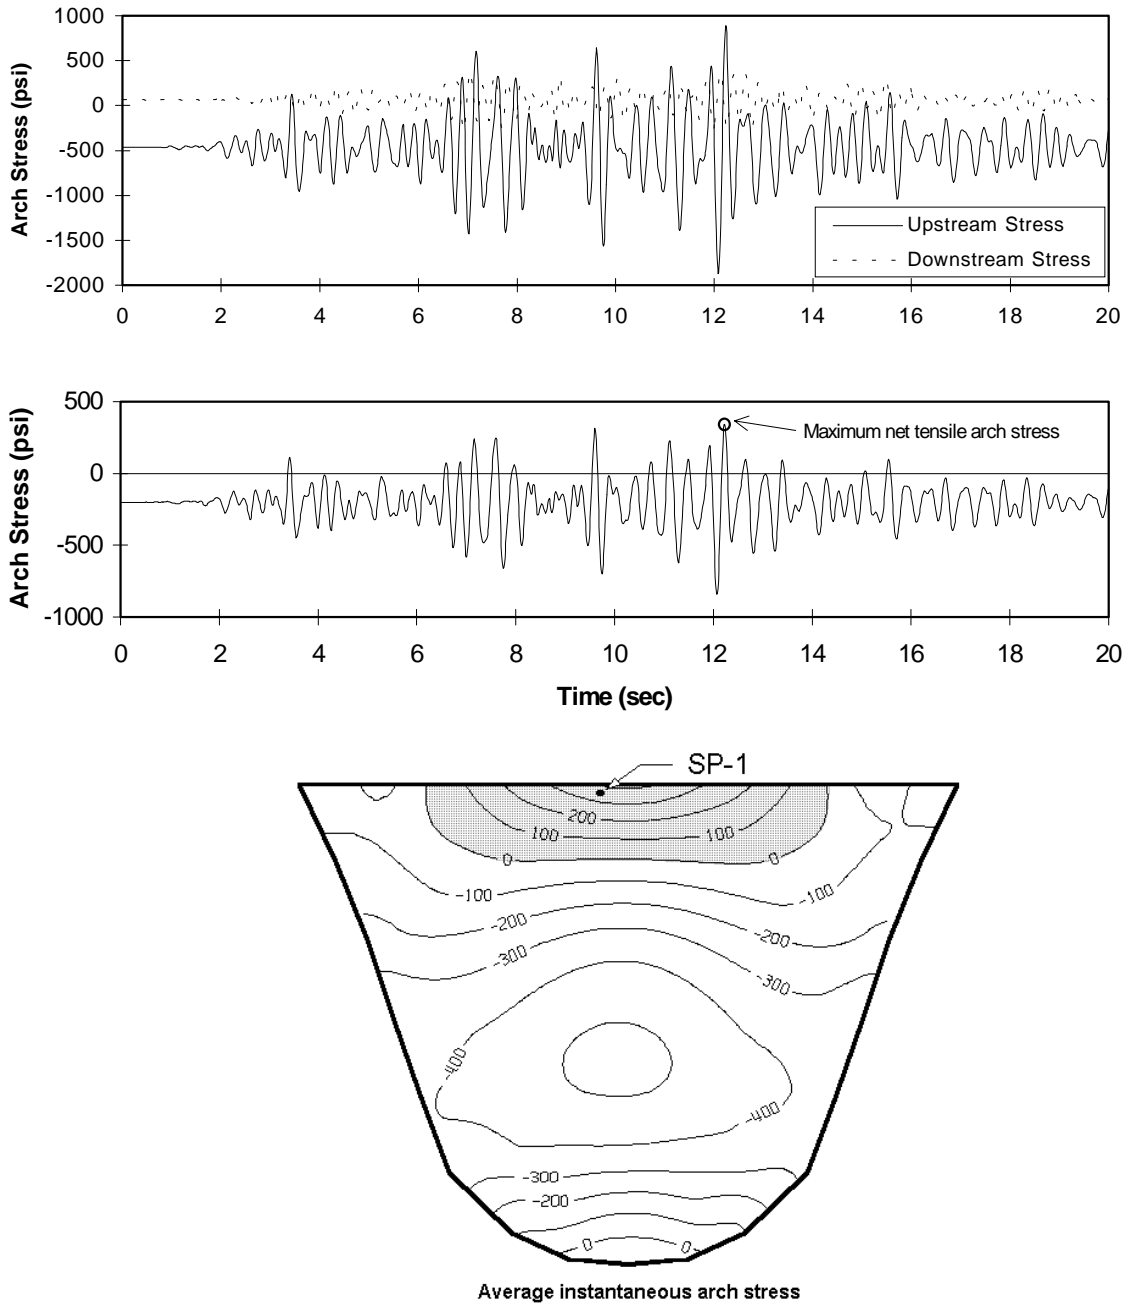 1000
500
0
-500
-1000
-1500
-2000
Arch Stress (psi)
Upstream Stress
Downstream Stress
0 2 4 6 8 10 12 14 16 18 20
500
0
-500
-1000
Arch Stress (psi)
Maximum net tensile arch stress
0 2 4 6 8 10 12 14 16 18 20
Time (sec)
SP-1
200
100 100
0 0
-100 -100
-200 -200
-300 -300
-400 -400
-300
-200
0 0
Average instantaneous arch stress